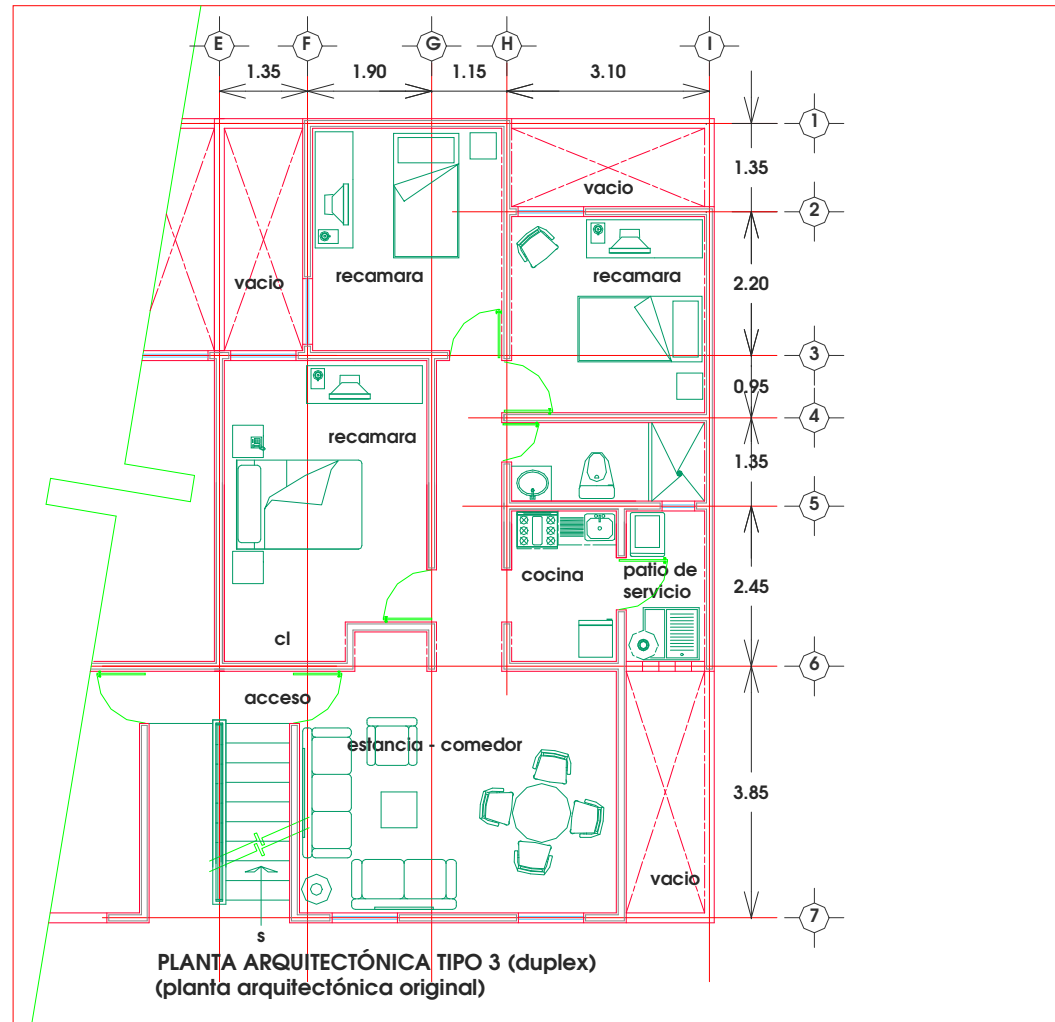 E
F
G
H
I
1.35
1.90
1.15
3.10
1
1.35
vacio
2
vacio
recamara
recamara
2.20
3
0.95
4
recamara
1.35
5
cocina
patio de
servicio
2.45
cl
6
acceso
estancia - comedor
3.85
vacio
7
s
PLANTA ARQUITECTÓNICA TIPO 3 (duplex)
(planta arquitectónica original)